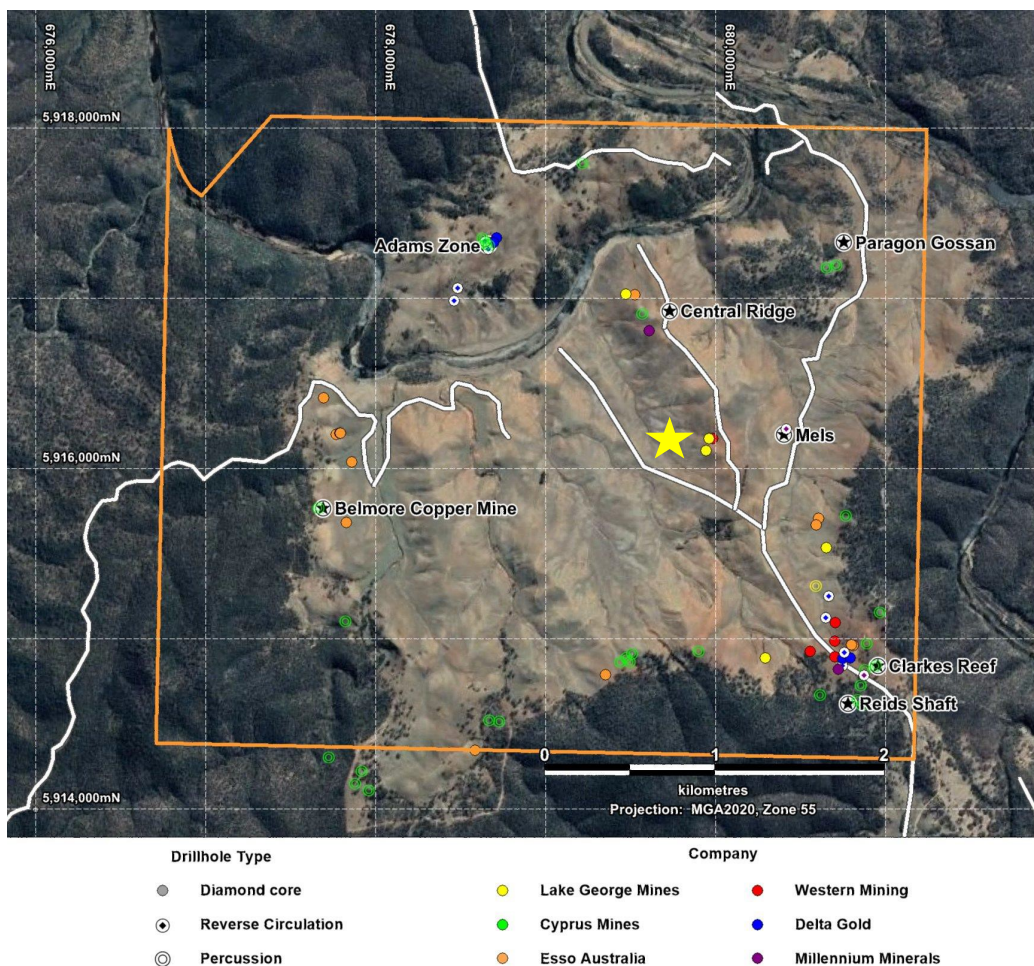 676,000mE
678,000mE
680,000mE
5,918,000mN
Adams Zone
Paragon Gossan
Central Ridge
Mels
5,916,000mN
Belmore Copper Mine
Clarkes Reef
Reids Shaft
0 1 2
kilometres
5,914,000mN
Projection: MGA2020, Zone 55
Drillhole Type
Company
Diamond core
Lake George Mines
Western Mining
Reverse Circulation
Cyprus Mines
Delta Gold
Percussion
Esso Australia
Millennium Minerals